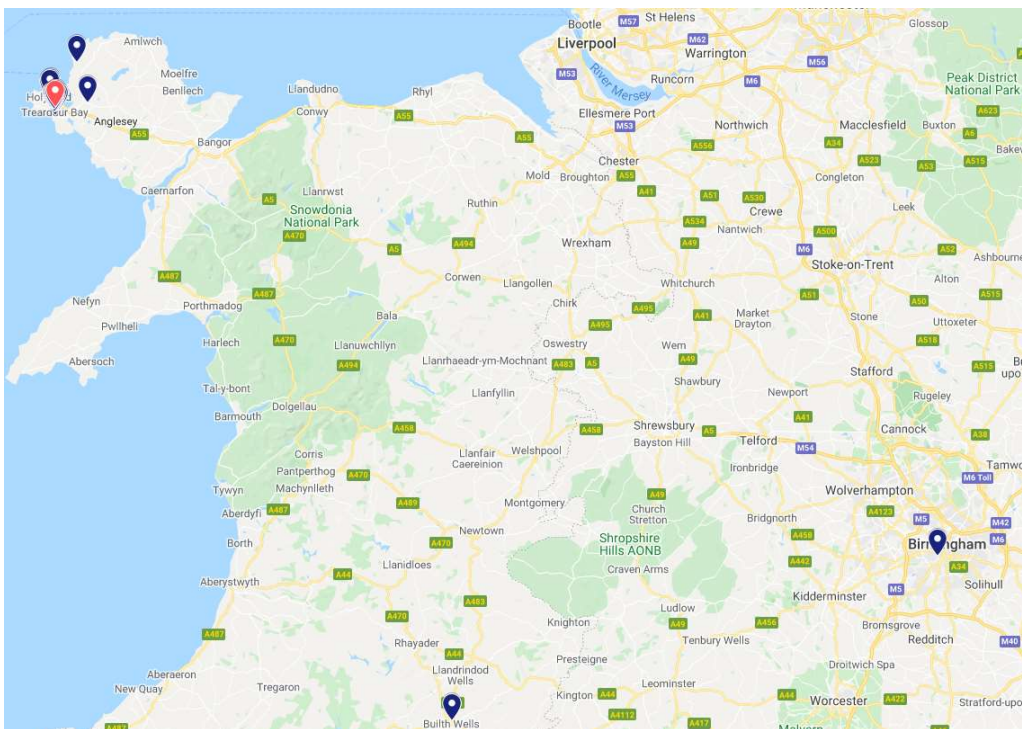 Bootle
M57
St Helens
Glossop
Liverpool
M62
Warrington
M56
Amlwch
River Mersey
Runcorn
M53
M6
Peak District
National Park
Moelfre
Benllech
Llandudno
Rhyl
Trearddur Bay
Conwy
A55
Ellesmere Port
M53
Northwich
Macclesfield
Buxton
A623
A6
Anglesey
A55
Bangor
A55
A556
A34
A523
A53
A515
Chester
Mold
Broughton
A55
A41
Congleton
Caernarfon
Llanrwst
A5
Snowdonia
National Park
Ruthin
A51
A530
Crewe
Leek
A534
A470
A5
A494
Wrexham
A49
Nantwich
A500
M6
A52
Stoke-on-Trent
Ashbourne
A487
Corwen
Llangollen
Whitchurch
Alton
A487
Nefyn
Porthmadog
Chirk
A495
A51
A50
A515
Bala
A41
Market
Drayton
Stone
Uttoxeter
Pwllheli
A495
Harlech
A470
Llanuwchllyn
Oswestry
Wem
A518
Abersoch
Llanrhaeadr-ym-Mochnant
A483
A5
A49
A494
Stafford
A515
Shawbury
Tal-y-bont
Llanfyllin
Newport
Rugeley
Dolgellau
Barmouth
A41
A458
A458
Shrewsbury
A5
Cannock
A38
Bayston Hill
Telford
M54
Corris
Llanfair
Caereinion
Welshpool
Pantperthog
A470
Ironbridge
M6 Toll
Tywyn
Machynlleth
A49
Wolverhampton
A489
Montgomery
Church
Stretton
Aberdyfi
A487
A4123
M5
M42
Bridgnorth
Newtown
Borth
A470
Shropshire
Hills AONB
A458
Birmingham
M6
A442
A34
Llanidloes
Craven Arms
A44
Aberystwyth
M5
Solihull
Kidderminster
A483
Ludlow
A470
Knighton
A49
A456
Bromsgrove
A487
Rhayader
Tenbury Wells
Redditch
M40
A44
Presteigne
Droitwich Spa
Aberaeron
Llandrindod
Wells
New Quay
Tregaron
Kington
A44
Leominster
A44
A422
Worcester
Builth Wells
A4112
A417
A487